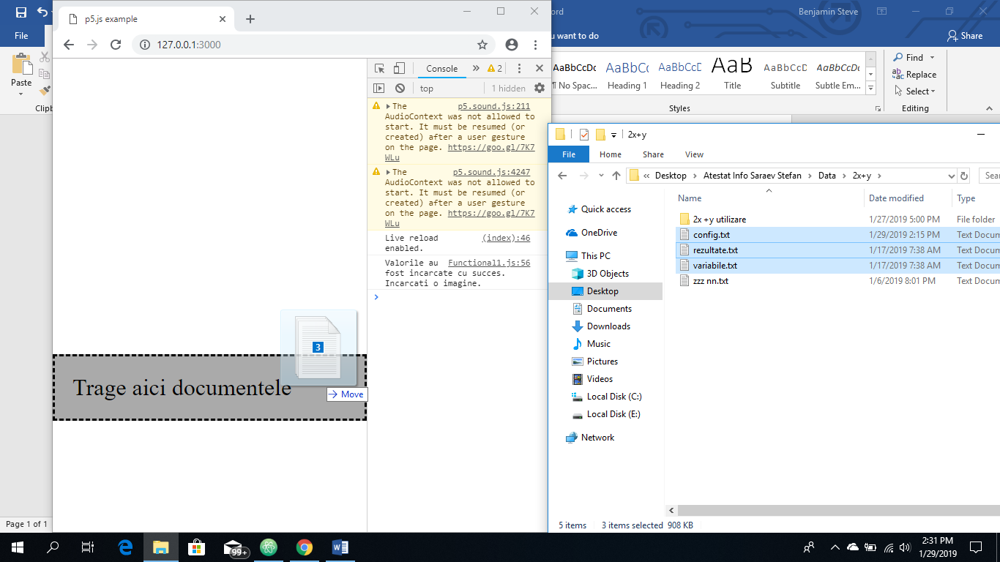 ord
Benjamin Steve
p5.js example
File
u want to do
Share
127.0.0.1:3000
Paste
Clipb
AaBbCcDc
AaBbCc
AaBbCcD
AaB
AaBbCcD
AaBbCcDc
¶ No Spac...
Heading 1
Heading 2
Title
Subtitle
Subtle Em...
Styles
Find
Replace
Select
Editing
Console
2
top
1 hidden
The p5.sound.js:211
AudioContext was not allowed to
start. It must be resumed (or
created) after a user gesture
on the page. https://goo.gl/7K7
WLu
The p5.sound.js:4247
AudioContext was not allowed to
start. It must be resumed (or
created) after a user gesture
on the page. https://goo.gl/7K7
WLu
Live reload (index):46
enabled.
Valorile au Functional1.js:56
fost incarcate cu succes.
Incarcati o imagine.
3
Trage aici documentele
Move
2x+y
File
Home
Share
View
« Desktop > Atestat Info Saraev Stefan > Data > 2x+y >
Sear
Quick access
OneDrive
This PC
3D Objects
Desktop
Documents
Downloads
Music
Pictures
Videos
Local Disk (C:)
Local Disk (E:)
Network
Name Date modified Type
2x +y utilizare 1/27/2019 5:00 PM File folder
config.txt 1/29/2019 2:15 PM Text Docum
rezultate.txt 1/17/2019 7:38 AM Text Docum
variabile.txt 1/17/2019 7:38 AM Text Docum
zzz nn.txt 1/6/2019 8:01 PM Text Docum
5 items 3 items selected 908 KB
Page 1 of 1
99+
2:31 PM
1/29/2019